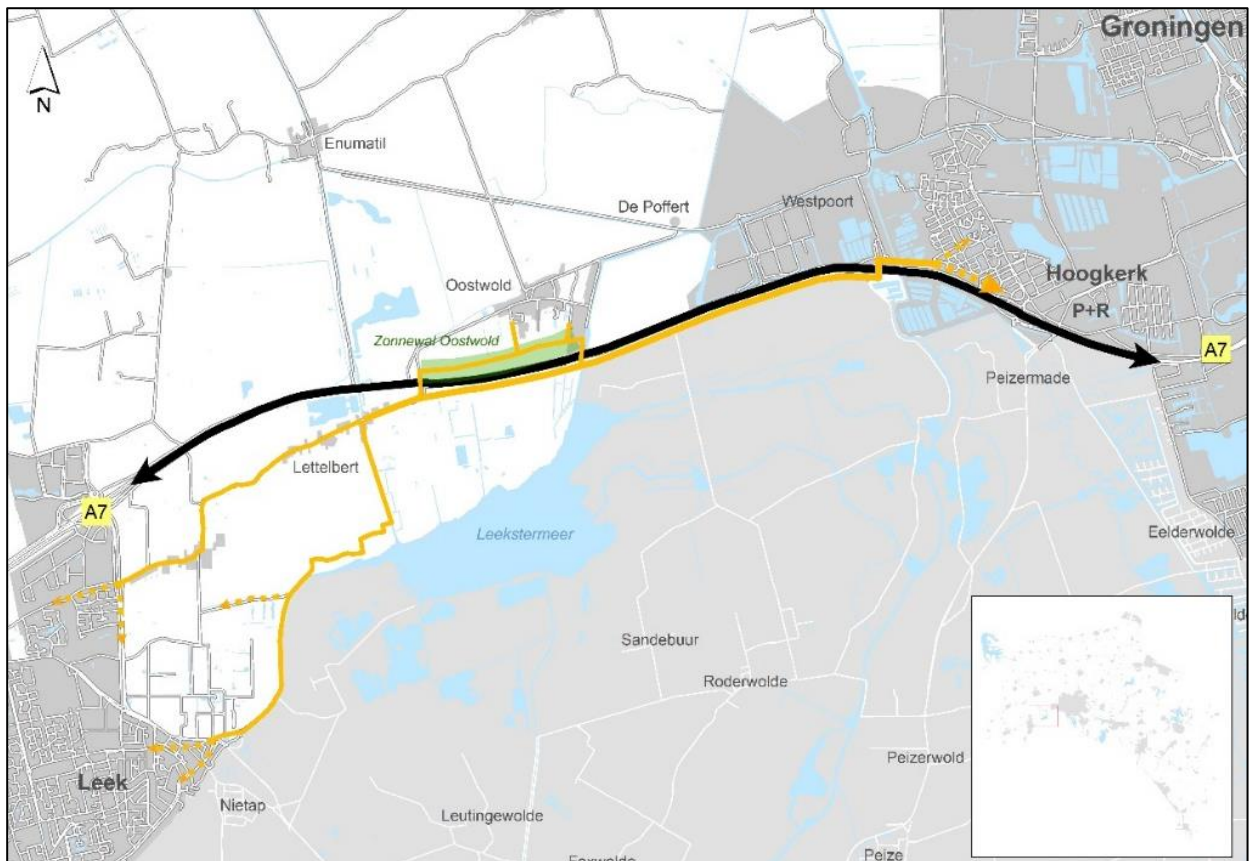 Groningen
N
Enumatil
De Poffert
Westpoort
Oostwold
Hoogkerk
P+R
Zonnewal Oostwold
A7
Peizermade
Lettelbert
A7
Leekstermeer
Eelderwolde
Sandebuur
Roderwolde
Peizerwold
Leek
Nietap
Leutingewolde
Peize